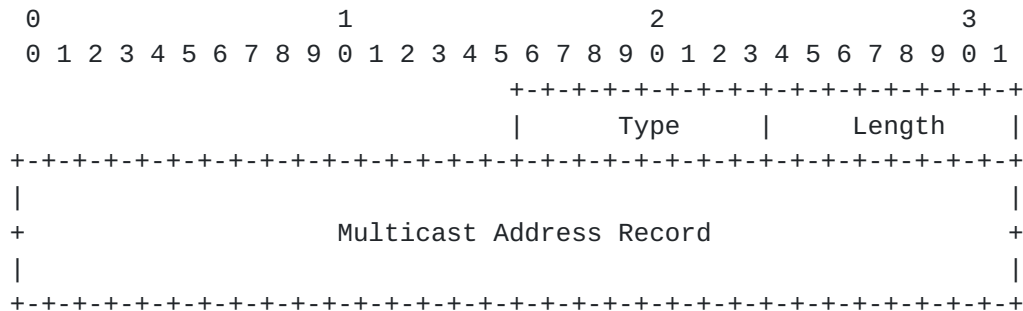 0                   1                   2                   3
 0 1 2 3 4 5 6 7 8 9 0 1 2 3 4 5 6 7 8 9 0 1 2 3 4 5 6 7 8 9 0 1
                                +-+-+-+-+-+-+-+-+-+-+-+-+-+-+-+-+
                                |      Type     |     Length    |
+-+-+-+-+-+-+-+-+-+-+-+-+-+-+-+-+-+-+-+-+-+-+-+-+-+-+-+-+-+-+-+-+
|                                                               |
+                    Multicast Address Record                   +
|                                                               |
+-+-+-+-+-+-+-+-+-+-+-+-+-+-+-+-+-+-+-+-+-+-+-+-+-+-+-+-+-+-+-+-+